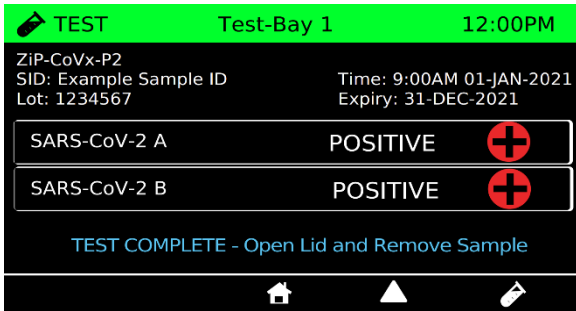 TEST Test-Bay 1 12:00PM
ZiP-CoVx-P2
SID: Example Sample ID Time: 9:00AM 01-JAN-2021
Lot: 1234567 Expiry: 31-DEC-2021
SARS-CoV-2 A POSITIVE
SARS-CoV-2 B POSITIVE
TEST COMPLETE - Open Lid and Remove Sample